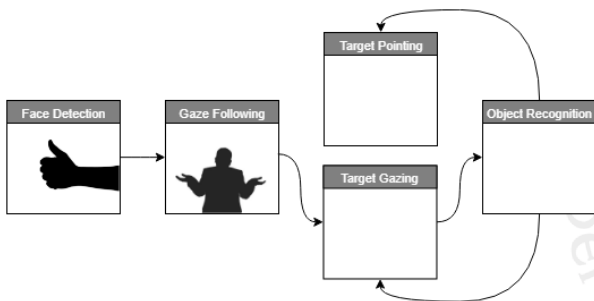 Target Pointing
Face Detection
Gaze Following
Object Recognition
Target Gazing